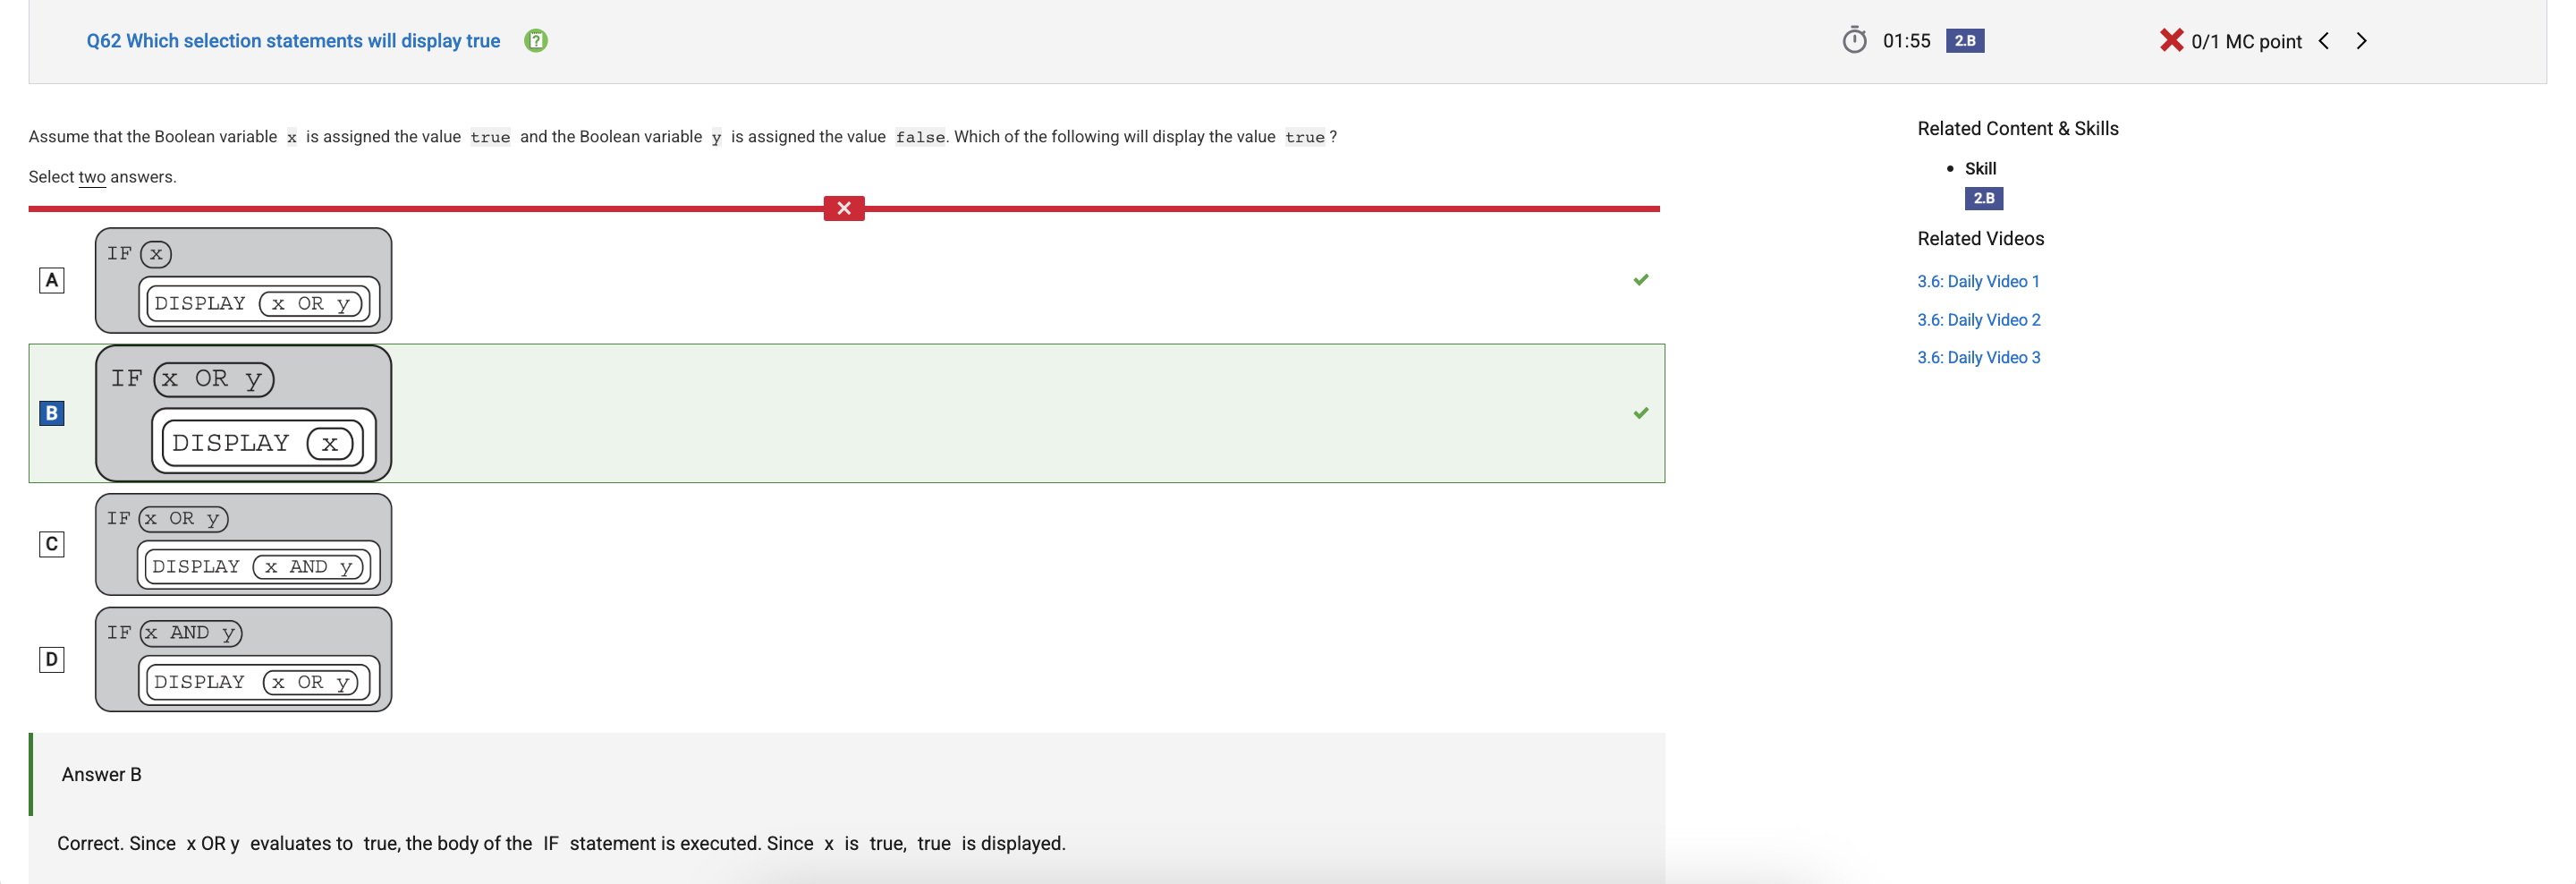 Q62 Which selection statements will display true
01:55 2.B
0/1 MC point
Assume that the Boolean variable x is assigned the value true and the Boolean variable y is assigned the value false. Which of the following will display the value true ?
Select two answers.
A
IF x
DISPLAY x OR y
B
IF x OR y
DISPLAY x
C
IF x OR y
DISPLAY x AND y
D
IF x AND y
DISPLAY x OR y
Answer B
Correct. Since x OR y evaluates to true, the body of the IF statement is executed. Since x is true, true is displayed.
Related Content & Skills
• Skill
2.B
Related Videos
3.6: Daily Video 1
3.6: Daily Video 2
3.6: Daily Video 3